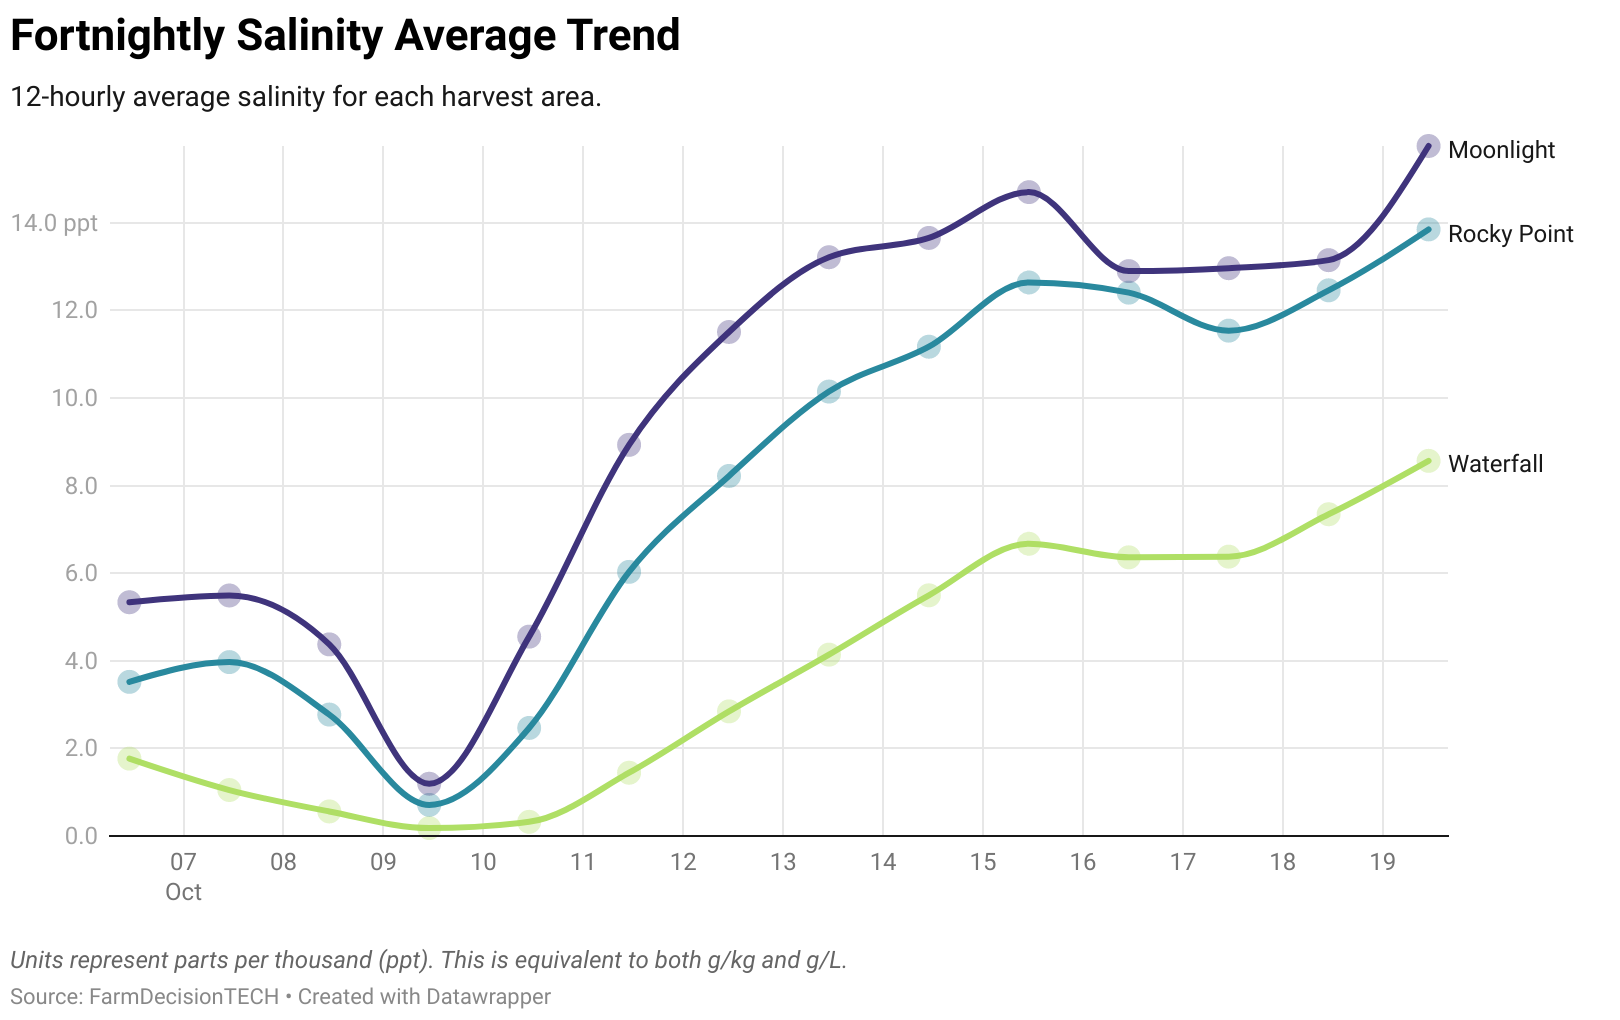 Fortnightly Salinity Average Trend
12-hourly average salinity for each harvest area.
Moonlight
14.0 ppt
Rocky Point
12.0
10.0
Waterfall
8.0
6.0
4.0
2.0
0.0
07 08 09 10 11 12 13 14 15 16 17 18 19
Oct
Units represent parts per thousand (ppt). This is equivalent to both g/kg and g/L.
Source: FarmDecisionTECH • Created with Datawrapper